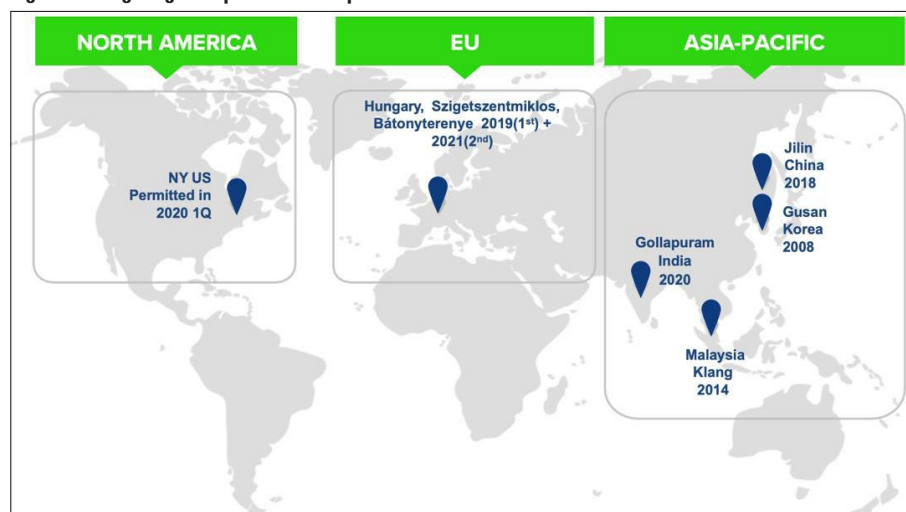 NORTH AMERICA
EU
ASIA-PACIFIC
Hungary, Szigetszentmiklos,
Bátonyterenye 2019(1st) +
2021(2nd)
NY US
Permitted in
2020 1Q
Jilin
China
2018
Gusan
Korea
2008
Gollapuram
India
2020
Malaysia
Klang
2014